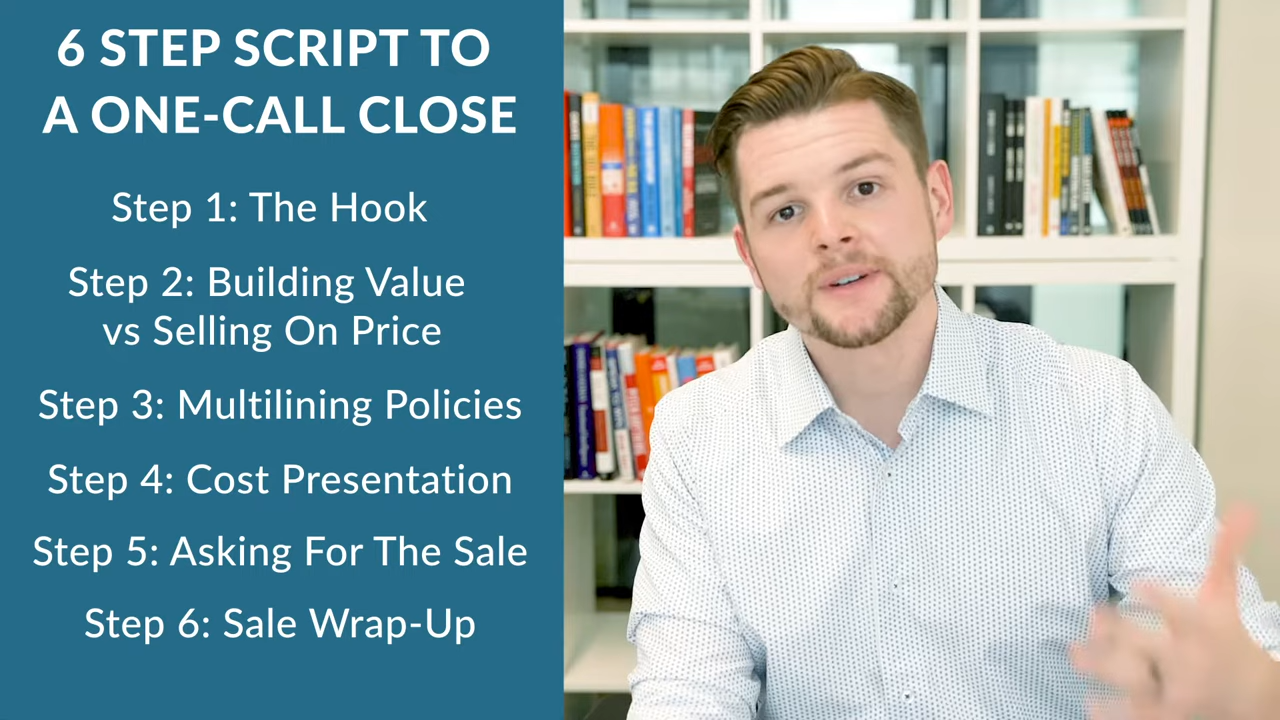 6 STEP SCRIPT TO
A ONE-CALL CLOSE
Step 1: The Hook
Step 2: Building Value
vs Selling On Price
Step 3: Multilining Policies
Step 4: Cost Presentation
Step 5: Asking For The Sale
Step 6: Sale Wrap-Up